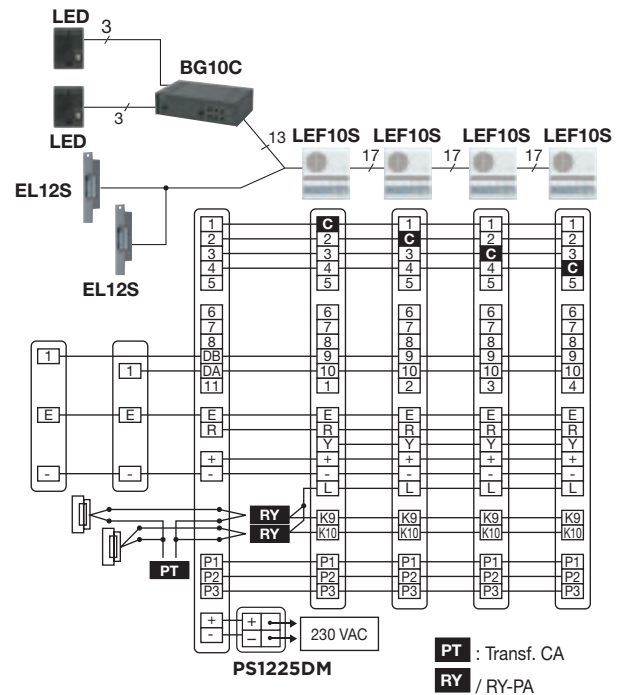 LED
3
BG10C
LED
3
13
LEF10S LEF10S LEF10S LEF10S
17 17 17
EL12S
EL12S
1 C 1 1 1
2 2 C 2 2
3 3 3 C 3
4 4 4 4 C
5 5 5 5 5
6 6 6 6 6
7 7 7 7 7
8 8 8 8 8
1 DB 9 9 9 9
1 DA 10 10 10 10
11 1 2 3 4
E E E E E E E
R R R R R
Y Y Y Y
- - + + + + +
- - - - -
L L L L
RY K9 K9 K9 K9
RY K10 K10 K10 K10
PT
P1 P1 P1 P1 P1
P2 P2 P2 P2 P2
P3 P3 P3 P3 P3
+ +
- –
230 VAC
PS1225DM
PT : Transf. CA
RY / RY-PA